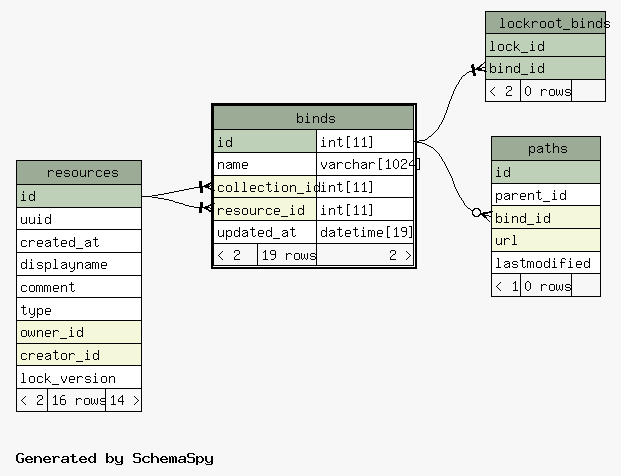 lockroot_binds
lock_id
bind_id
< 2 0 rows
binds
id int[11]
name varchar[1024]
collection_id int[11]
resource_id int[11]
updated_at datetime[19]
< 2 19 rows 2 >
paths
id
parent_id
bind_id
url
lastmodified
< 1 0 rows
resources
id
uuid
created_at
displayname
comment
type
owner_id
creator_id
lock_version
< 2 16 rows 14 >
Generated by SchemaSpy